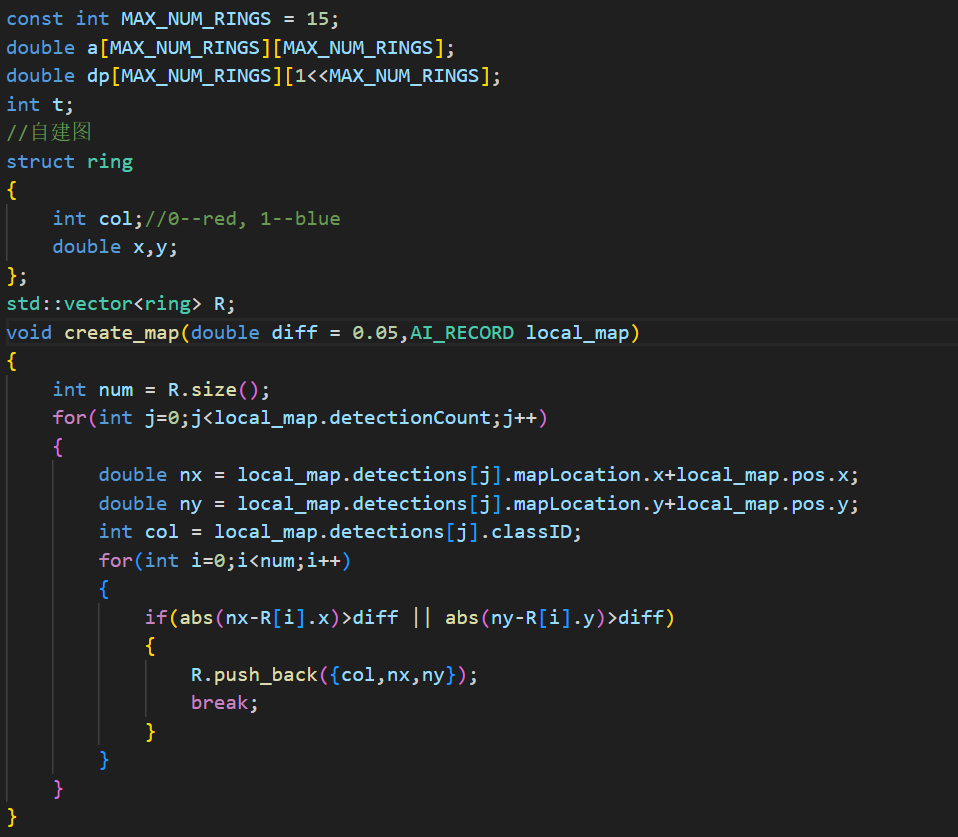 const int MAX_NUM_RINGS = 15;
double a[MAX_NUM_RINGS][MAX_NUM_RINGS];
double dp[MAX_NUM_RINGS][1<<MAX_NUM_RINGS];
int t;
//自建图
struct ring
{
    int col;//0--red, 1--blue
    double x,y;
};
std::vector<ring> R;
void create_map(double diff = 0.05,AI_RECORD local_map)
{
    int num = R.size();
    for(int j=0;j<local_map.detectionCount;j++)
    {
        double nx = local_map.detections[j].mapLocation.x+local_map.pos.x;
        double ny = local_map.detections[j].mapLocation.y+local_map.pos.y;
        int col = local_map.detections[j].classID;
        for(int i=0;i<num;i++)
        {
            if(abs(nx-R[i].x)>diff || abs(ny-R[i].y)>diff)
            {
                R.push_back({col,nx,ny});
                break;
            }
        }
    }
}